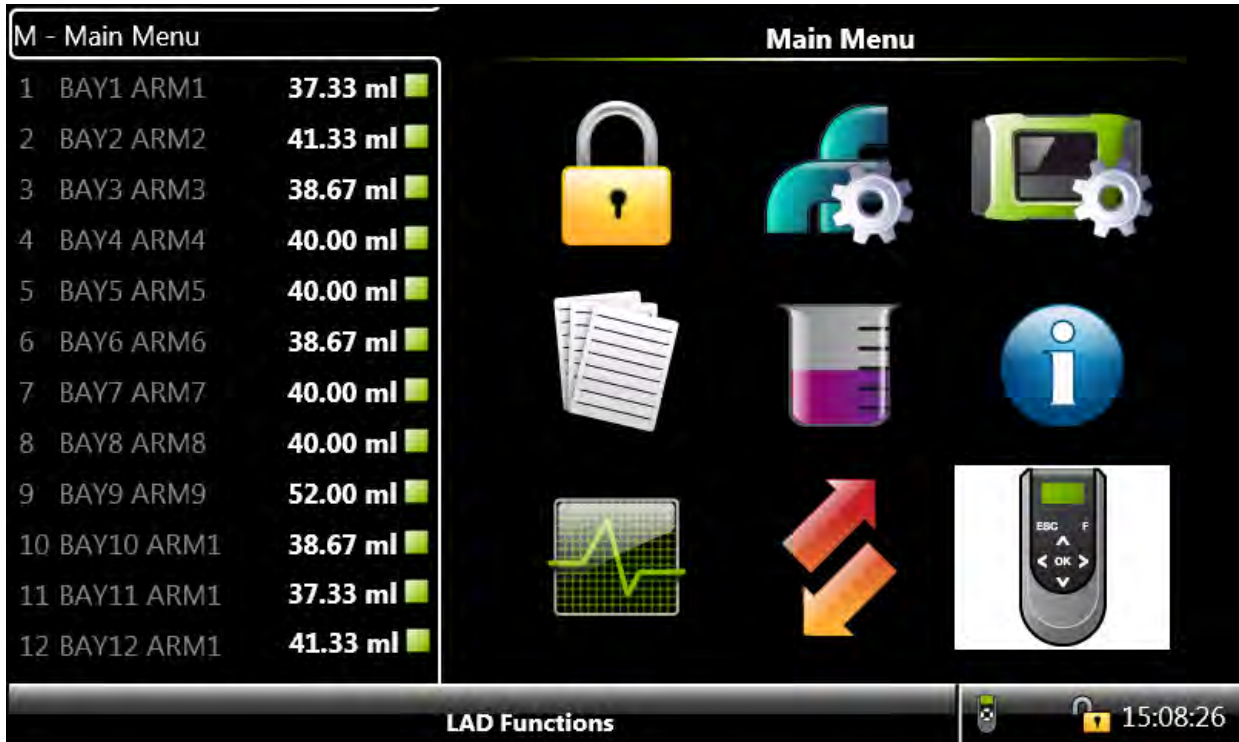 M - Main Menu
1 BAY1 ARM1 37.33 ml
2 BAY2 ARM2 41.33 ml
3 BAY3 ARM3 38.67 ml
4 BAY4 ARM4 40.00 ml
5 BAY5 ARM5 40.00 ml
6 BAY6 ARM6 38.67 ml
7 BAY7 ARM7 40.00 ml
8 BAY8 ARM8 40.00 ml
9 BAY9 ARM9 52.00 ml
10 BAY10 ARM1 38.67 ml
11 BAY11 ARM1 37.33 ml
12 BAY12 ARM1 41.33 ml
Main Menu
ESC F
OK
LAD Functions
15:08:26